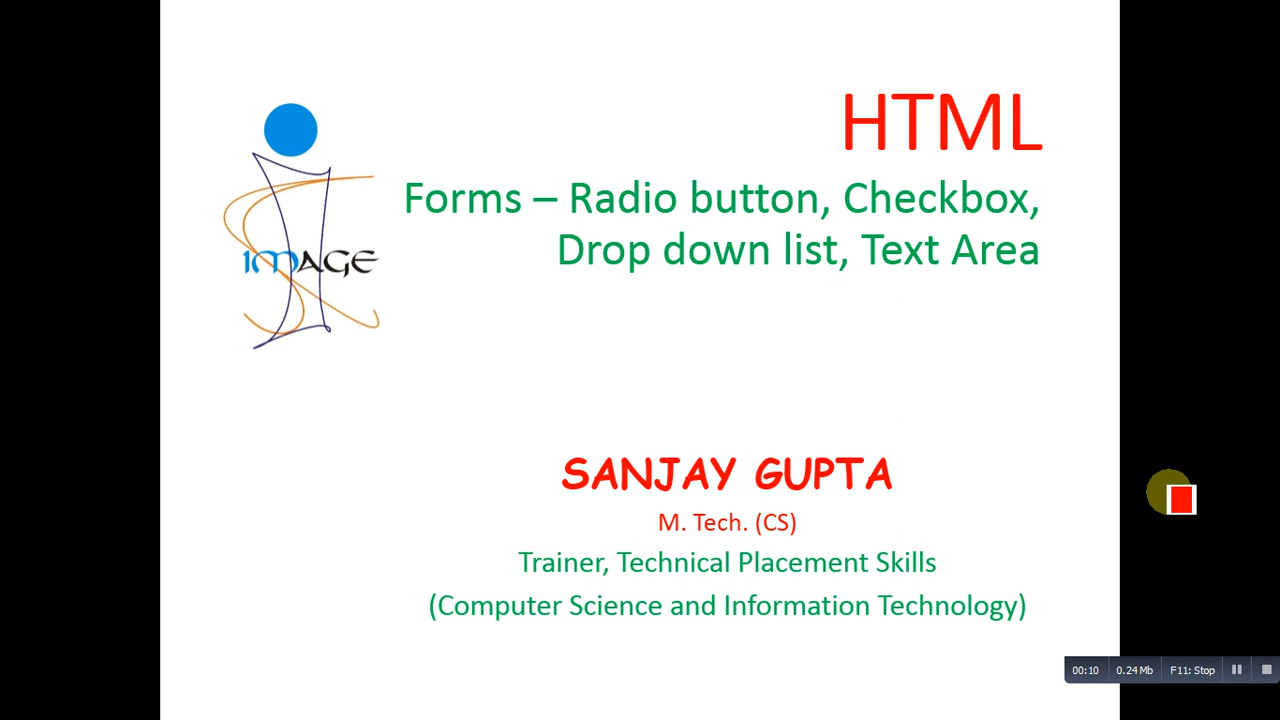 HTML
Forms – Radio button, Checkbox,
Drop down list, Text Area
IMAGE
SANJAY GUPTA
M. Tech. (CS)
Trainer, Technical Placement Skills
(Computer Science and Information Technology)
00:10 0.24 Mb F11: Stop